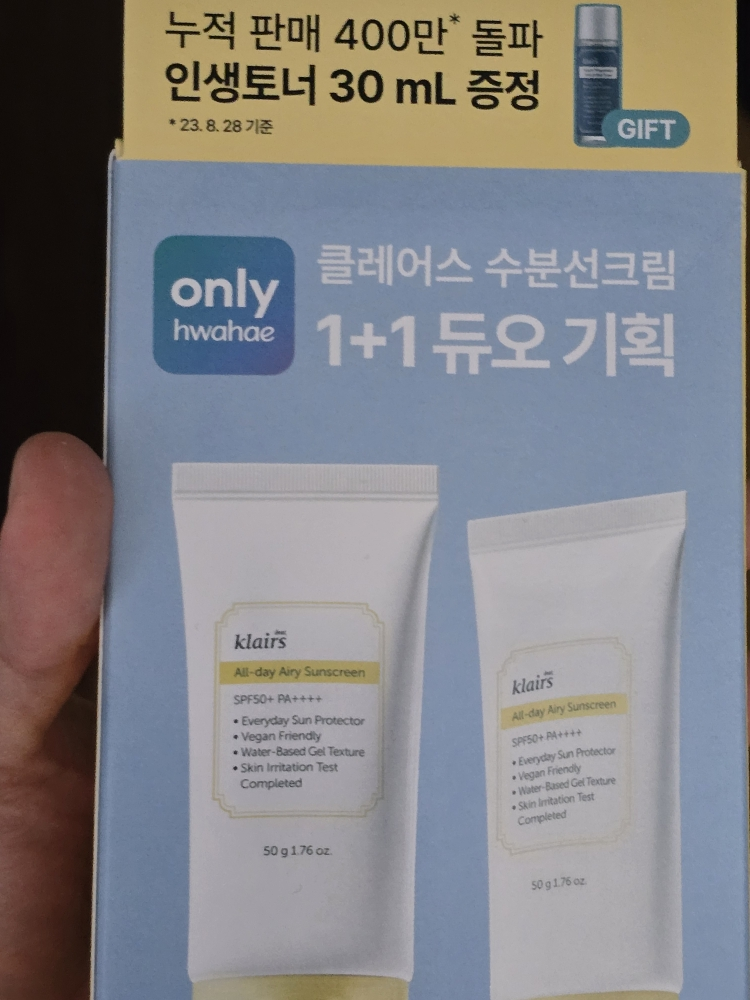 누적 판매 400만* 돌파
인생토너 30 mL 증정
* 23. 8. 28 기준
GIFT
only
hwahae
클레어스 수분선크림
1+1 듀오 기획
dear,
klairs
All-day Airy Sunscreen
SPF50+ PA++++
• Everyday Sun Protector
• Vegan Friendly
• Water-Based Gel Texture
• Skin Irritation Test
Completed
50 g 1.76 oz.
dear,
klairs
All-day Airy Sunscreen
SPF50+ PA++++
• Everyday Sun Protector
• Vegan Friendly
• Water-Based Gel Texture
• Skin Irritation Test
Completed
50 g 1.76 oz.